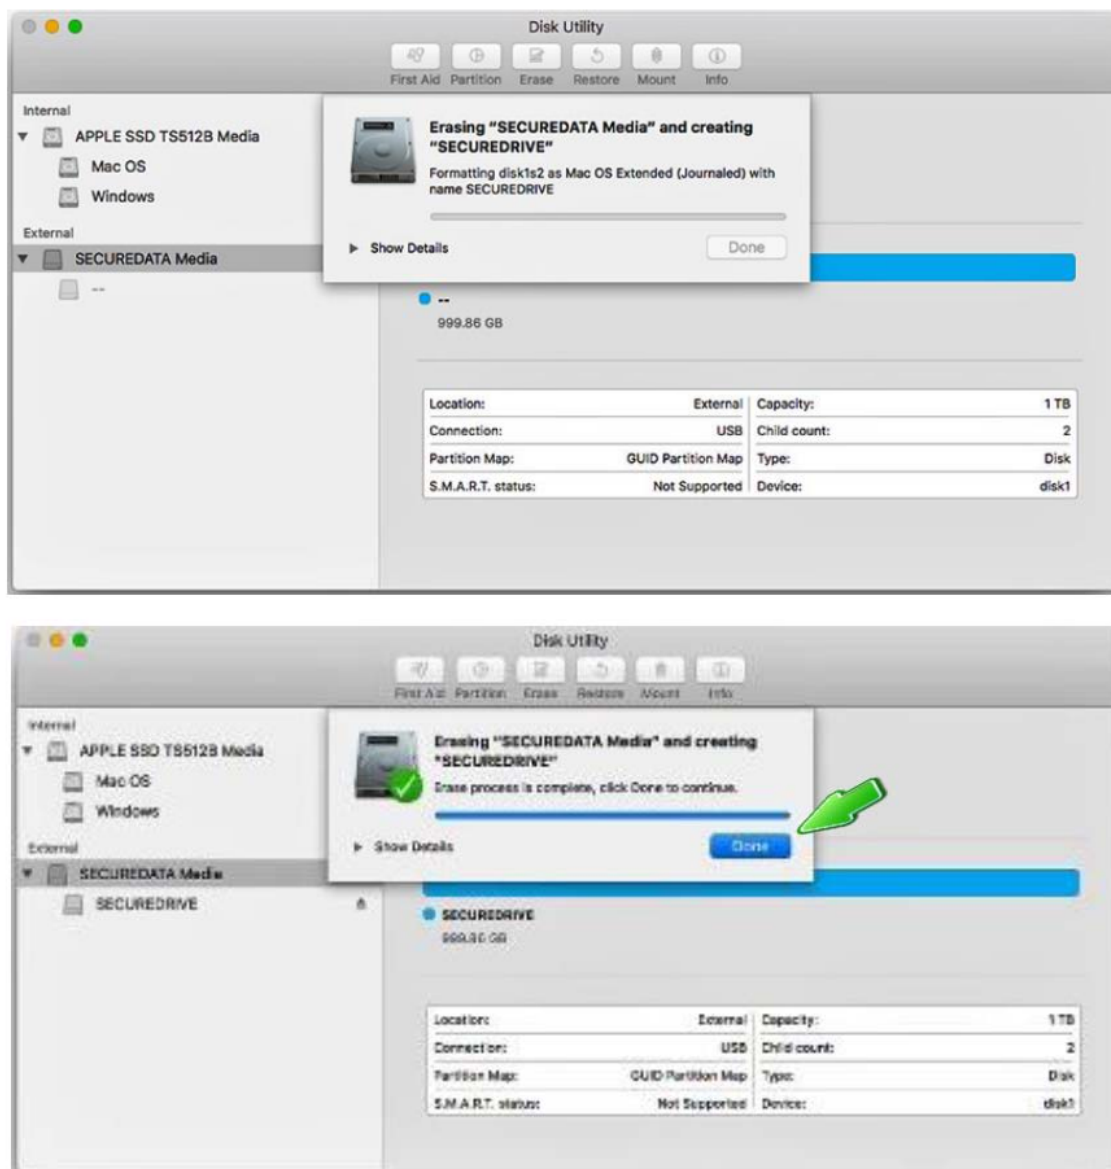 Disk Utility
First Aid Partition Erase Restore Mount Info
Internal
APPLE SSD TS512B Media
Mac OS
Windows
External
SECUREDATA Media
--
Erasing “SECUREDATA Media” and creating
“SECUREDRIVE”
Formatting disk1s2 as Mac OS Extended (Journaled) with
name SECUREDRIVE
Show Details
Done
--
999.86 GB
Location: External Capacity: 1 TB
Connection: USB Child count: 2
Partition Map: GUID Partition Map Type: Disk
S.M.A.R.T. status: Not Supported Device: disk1
Disk Utility
First Aid Partition Erase Restore Mount Info
Internal
APPLE SSD TS512B Media
Mac OS
Windows
External
SECUREDATA Media
SECUREDRIVE
Erasing "SECUREDATA Media" and creating
"SECUREDRIVE"
Erase process is complete, click Done to continue.
Show Details
Done
SECUREDRIVE
999.86 GB
Location: External Capacity: 1 TB
Connection: USB Child count: 2
Partition Map: GUID Partition Map Type: Disk
S.M.A.R.T. status: Not Supported Device: disk1